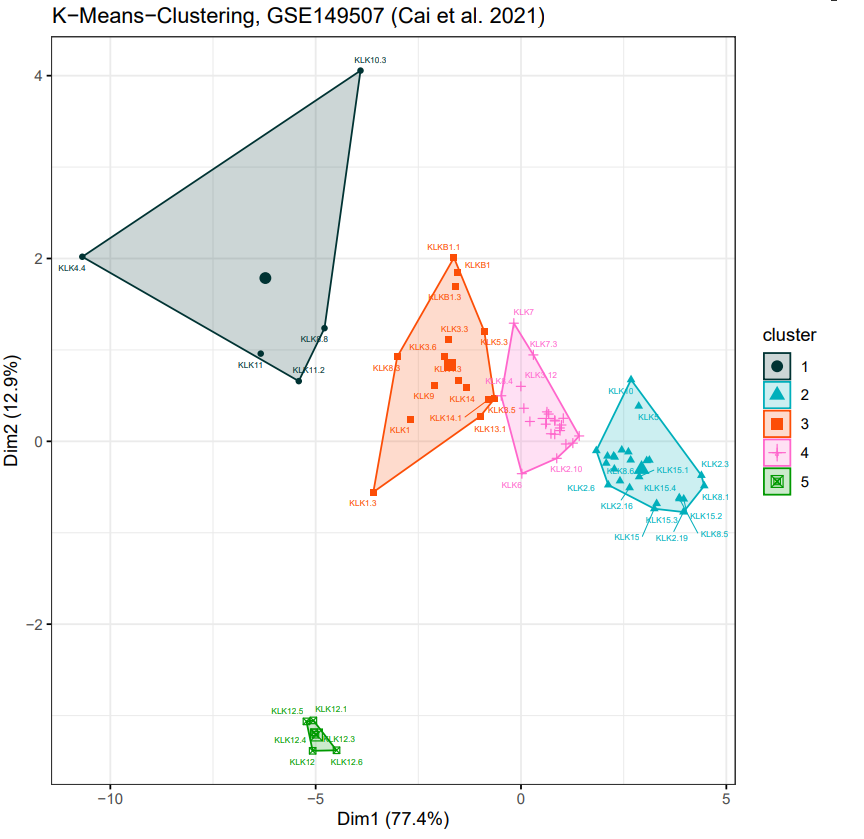 K−Means−Clustering, GSE149507 (Cai et al. 2021)
KLK10.3
4
KLKB1.1
KLKB1
2
KLK4.4
KLKB1.3
KLK7
KLK8.8
KLK3.3
KLK5.3
KLK7.3
cluster
KLK3.6
1
KLK11
KLK11.2
KLK8.3
KLK3.12
2
KLK9
KLK14
KLK10
3
KLK14.1
KLK3.5
KLK5
4
KLK1
KLK13.1
5
0
KLK2.10
KLK8.6
KLK15.1
KLK2.3
KLK6
KLK2.6
KLK15.4
KLK8.1
KLK1.3
KLK2.16
KLK15.3
KLK15.2
KLK15
KLK2.19
KLK8.5
Dim2 (12.9%)
−2
KLK12.5
KLK12.1
KLK12.4
KLK12.3
KLK12
KLK12.6
−10
−5
0
5
Dim1 (77.4%)